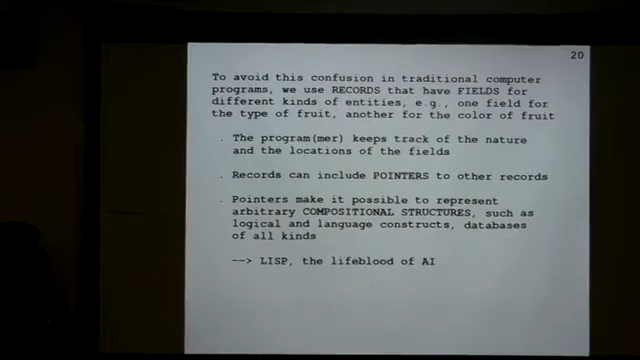 20
To avoid this confusion in traditional computer
programs, we use RECORDS that have FIELDS for
different kinds of entities, e.g., one field for
the type of fruit, another for the color of fruit
. The program(mer) keeps track of the nature
and the locations of the fields
. Records can include POINTERS to other records
. Pointers make it possible to represent
arbitrary COMPOSITIONAL STRUCTURES, such as
logical and language constructs, databases
of all kinds
--> LISP, the lifeblood of AI